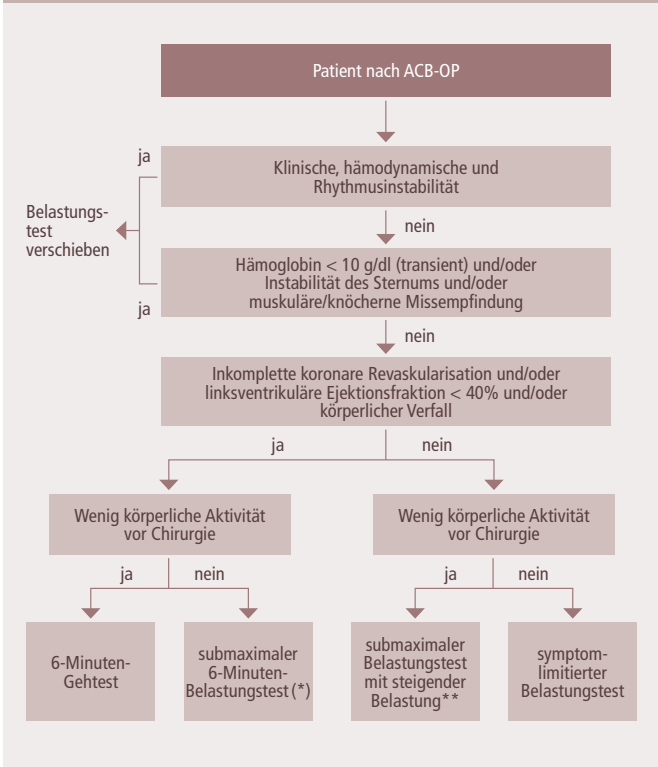 Patient nach ACB-OP
ja
Klinische, hämodynamische und
Rhythmusinstabilität
Belastungs-
test
verschieben
nein
Hämoglobin < 10 g/dl (transient) und/oder
Instabilität des Sternums und/oder
muskuläre/knöcherne Missempfindung
ja
nein
Inkomplette koronare Revaskularisation und/oder
linksventrikuläre Ejektionsfraktion < 40% und/oder
körperlicher Verfall
ja
nein
Wenig körperliche Aktivität
vor Chirurgie
Wenig körperliche Aktivität
vor Chirurgie
ja
nein
ja
nein
6-Minuten-
Gehtest
submaximaler
6-Minuten-
Belastungstest (*)
submaximaler
Belastungstest
mit steigender
Belastung**
symptom-
limitierter
Belastungstest